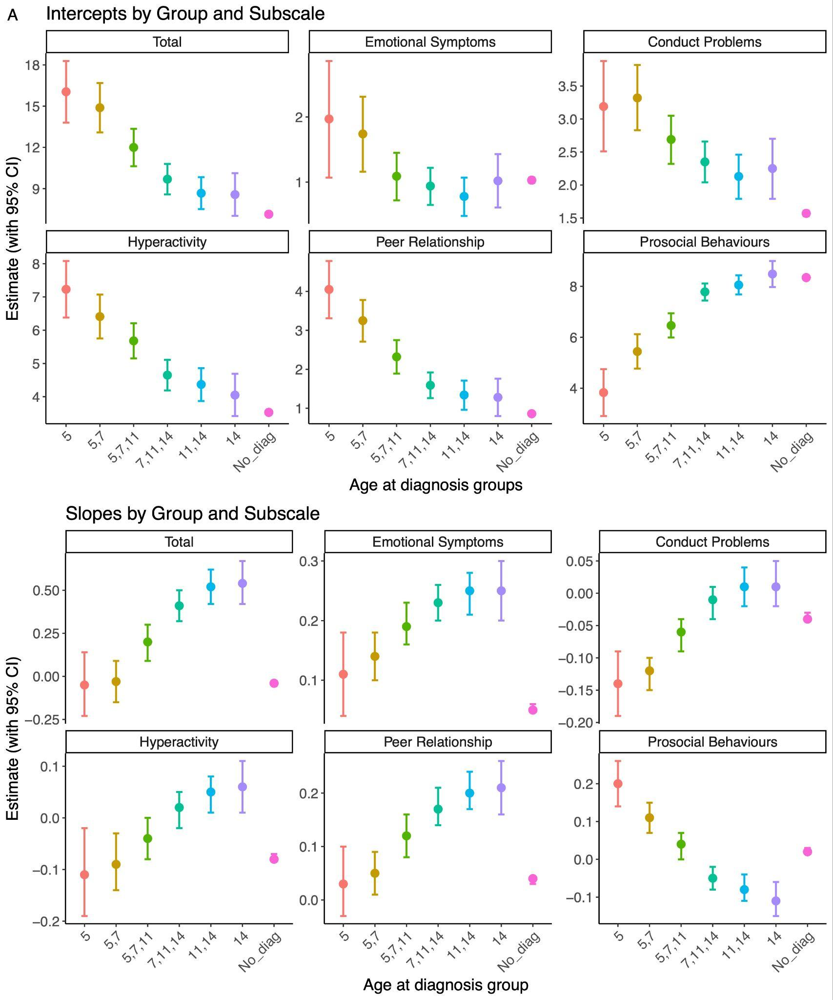 A Intercepts by Group and Subscale
Total Emotional Symptoms Conduct Problems
18
15
12
9
2
1
3.5
3.0
2.5
2.0
1.5
Hyperactivity Peer Relationship Prosocial Behaviours
8
7
6
5
4
4
3
2
1
8
6
4
Estimate (with 95% CI)
5 5,7 5,7,11 7,11,14 11,14 14 No_diag
5 5,7 5,7,11 7,11,14 11,14 14 No_diag
5 5,7 5,7,11 7,11,14 11,14 14 No_diag
Age at diagnosis groups
Slopes by Group and Subscale
Total Emotional Symptoms Conduct Problems
0.50
0.25
0.00
−0.25
0.3
0.2
0.1
0.05
0.00
−0.05
−0.10
−0.15
−0.20
Hyperactivity Peer Relationship Prosocial Behaviours
0.1
0.0
−0.1
−0.2
0.2
0.1
0.0
0.2
0.1
0.0
−0.1
Estimate (with 95% CI)
5 5,7 5,7,11 7,11,14 11,14 14 No_diag
5 5,7 5,7,11 7,11,14 11,14 14 No_diag
5 5,7 5,7,11 7,11,14 11,14 14 No_diag
Age at diagnosis group